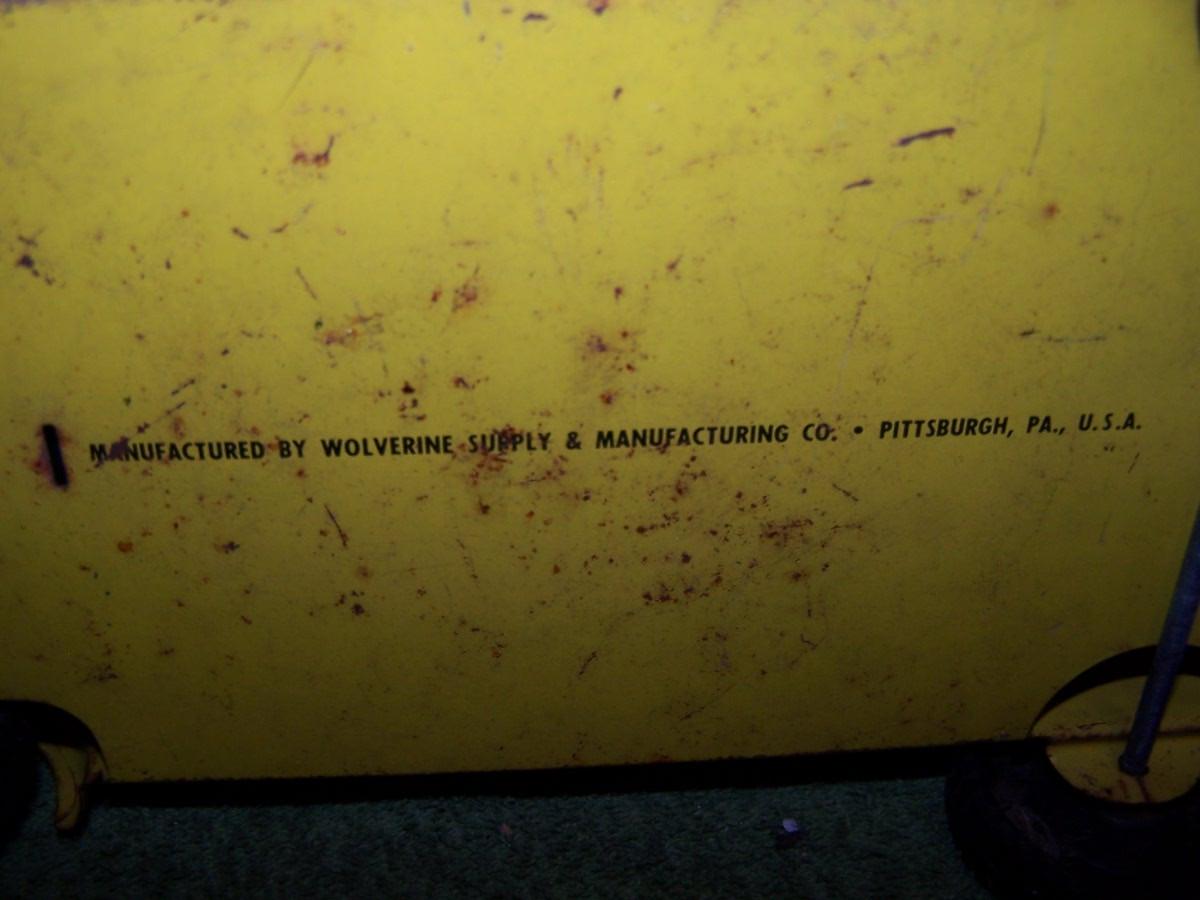 MANUFACTURED BY WOLVERINE SUPPLY & MANUFACTURING CO. • PITTSBURGH, PA., U.S.A.